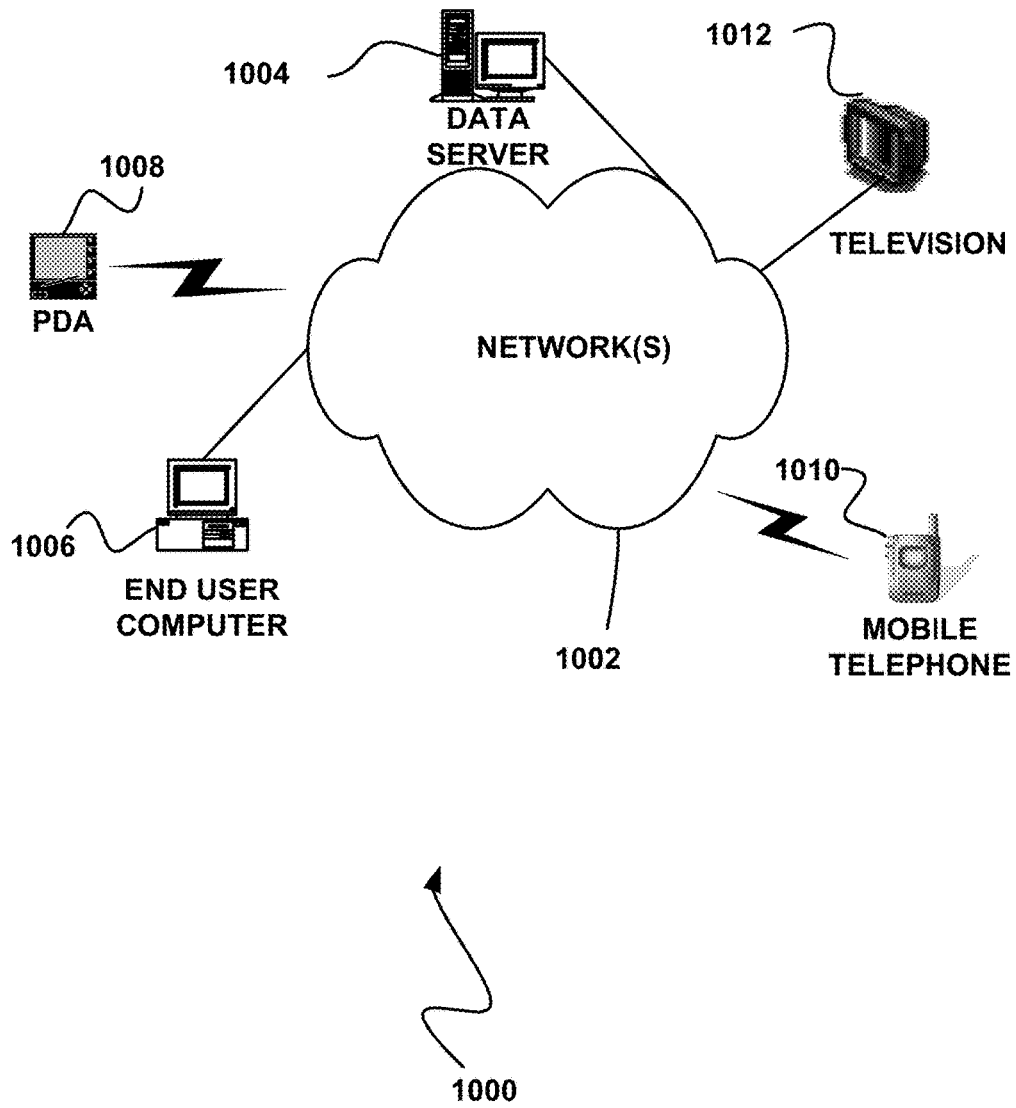 1004
1012
DATA
SERVER
1008
TELEVISION
PDA
NETWORK(S)
1010
1006
END USER
COMPUTER
1002
MOBILE
TELEPHONE
1000